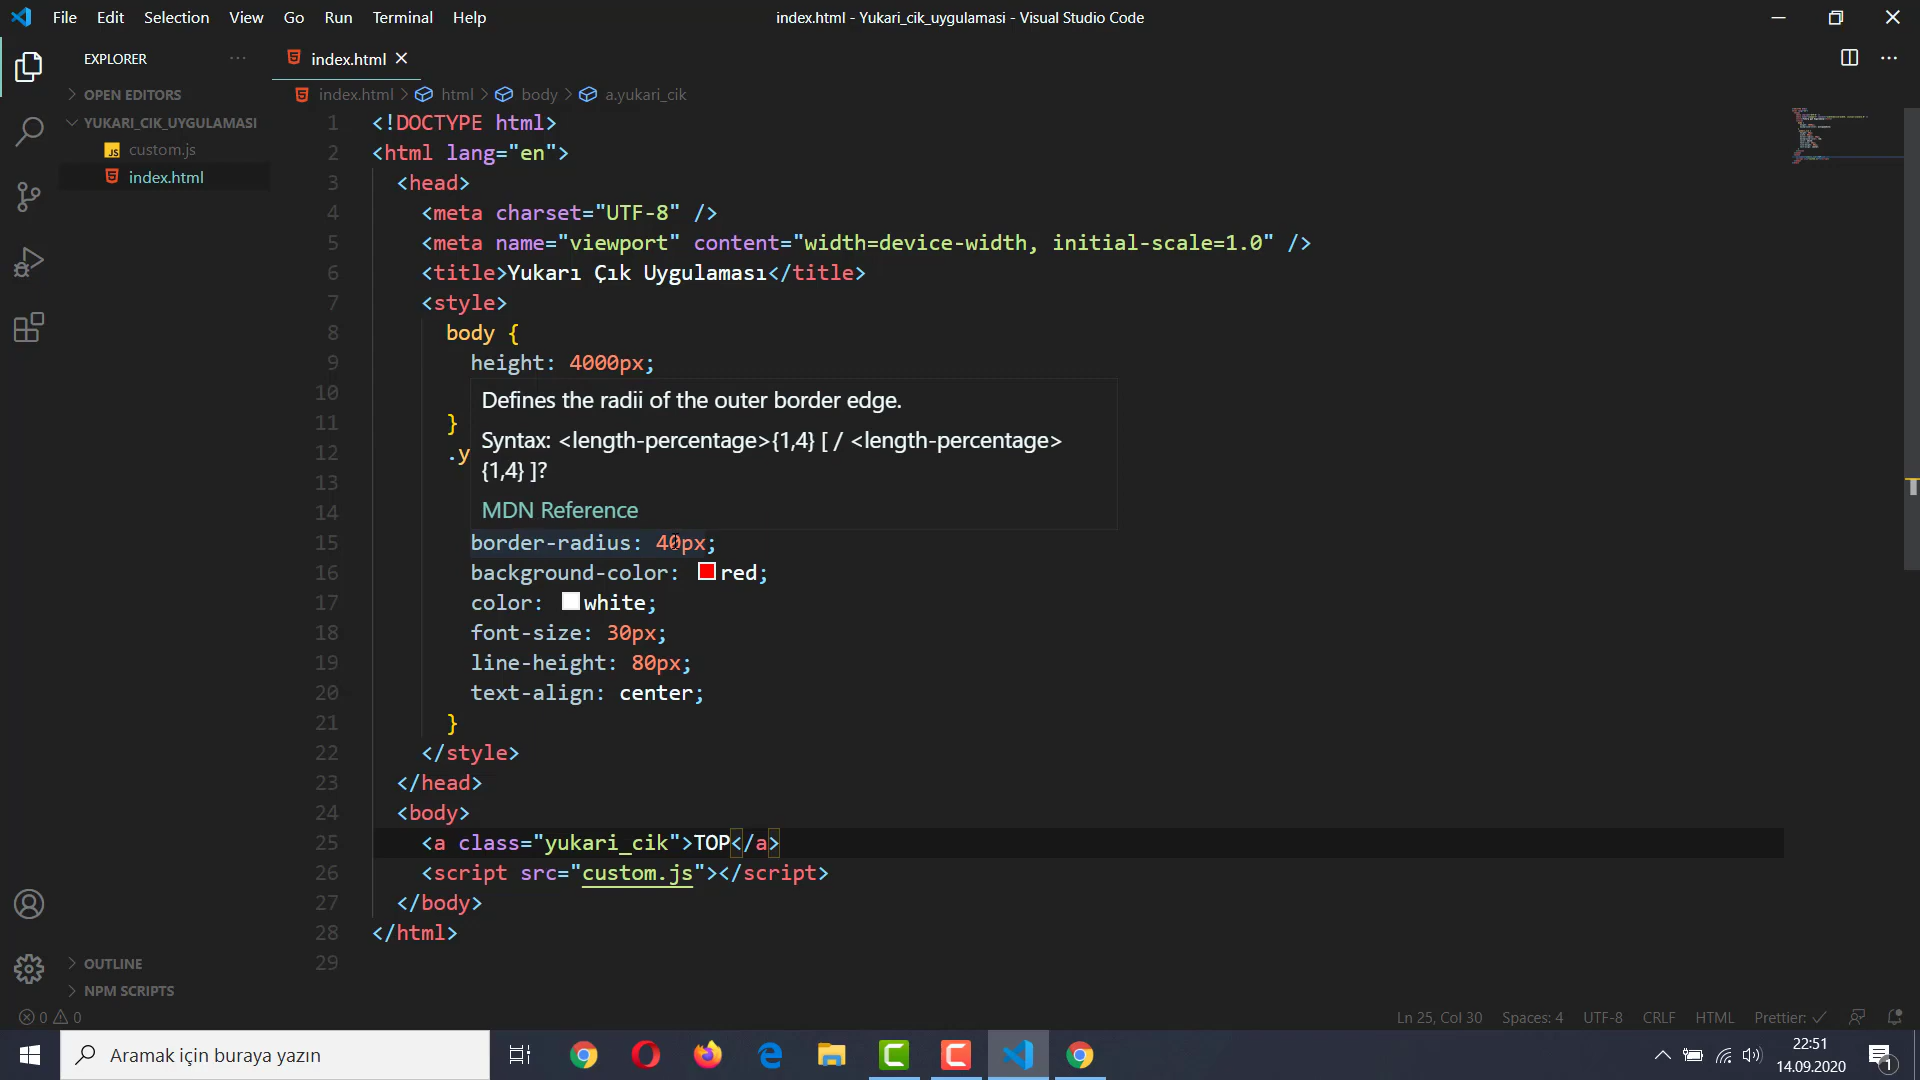 File Edit Selection View Go Run Terminal Help
index.html - Yukari_cik_uygulamasi - Visual Studio Code
EXPLORER
index.html
OPEN EDITORS
YUKARI_CIK_UYGULAMASI
JS custom.js
index.html
index.html > html > body > a.yukari_cik
1 <!DOCTYPE html>
2 <html lang="en">
3 <head>
4 <meta charset="UTF-8" />
5 <meta name="viewport" content="width=device-width, initial-scale=1.0" />
6 <title>Yukarı Çık Uygulaması</title>
7 <style>
8 body {
9 height: 4000px;
10
11 }
12 .y
13
14
Defines the radii of the outer border edge.
Syntax: <length-percentage>{1,4} [ / <length-percentage>
{1,4} ]?
MDN Reference
15 border-radius: 40px;
16 background-color: red;
17 color: white;
18 font-size: 30px;
19 line-height: 80px;
20 text-align: center;
21 }
22 </style>
23 </head>
24 <body>
25 <a class="yukari_cik">TOP</a>
26 <script src="custom.js"></script>
27 </body>
28 </html>
29
OUTLINE
NPM SCRIPTS
0 0
Ln 25, Col 30 Spaces: 4 UTF-8 CRLF HTML Prettier: ✓
Aramak için buraya yazın
22:51
14.09.2020
1